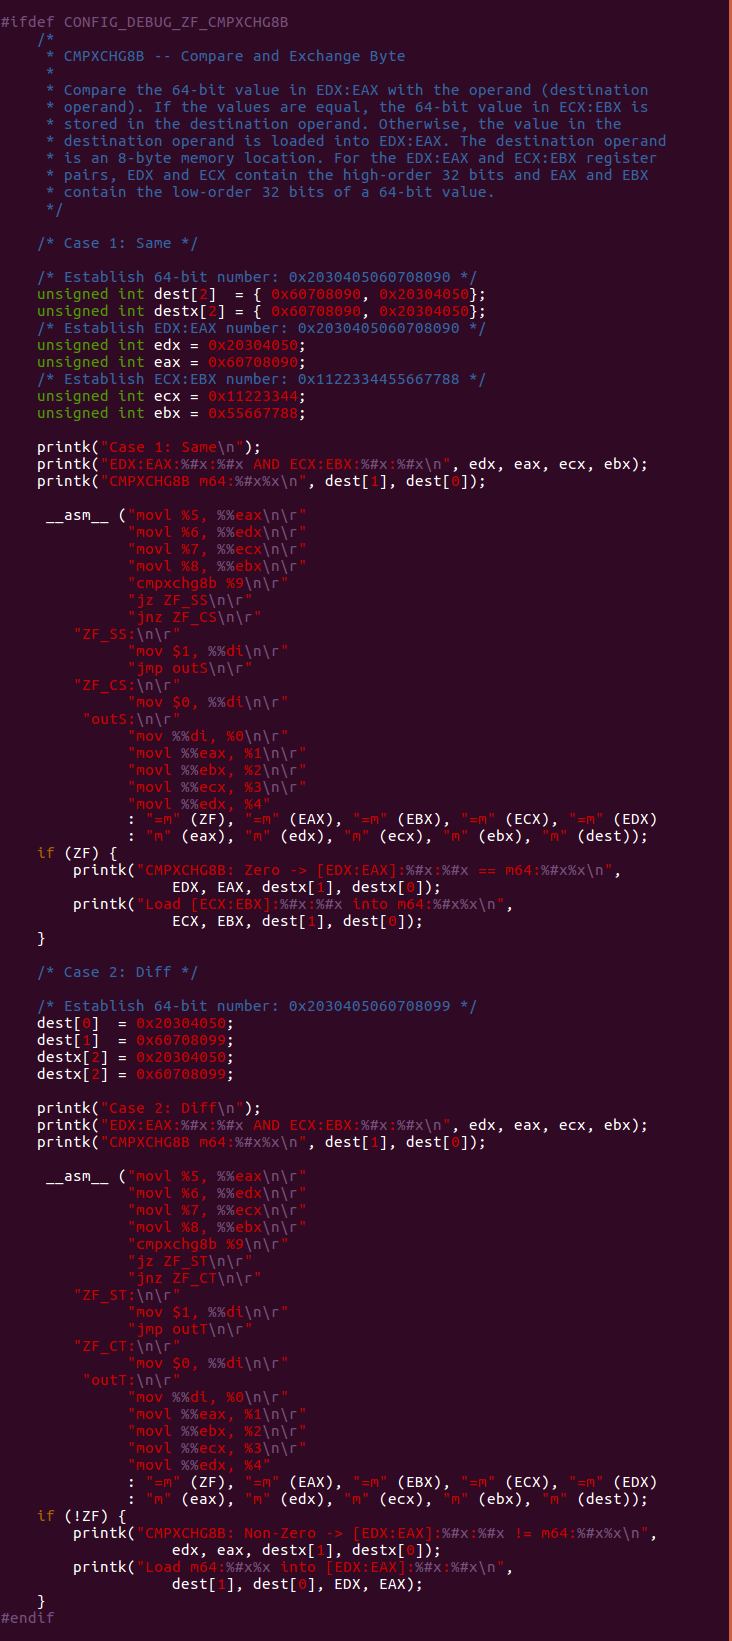 #ifdef CONFIG_DEBUG_ZF_CMPXCHG8B
    /*
     * CMPXCHG8B -- Compare and Exchange Byte
     *
     * Compare the 64-bit value in EDX:EAX with the operand (destination
     * operand). If the values are equal, the 64-bit value in ECX:EBX is
     * stored in the destination operand. Otherwise, the value in the
     * destination operand is loaded into EDX:EAX. The destination operand
     * is an 8-byte memory location. For the EDX:EAX and ECX:EBX register
     * pairs, EDX and ECX contain the high-order 32 bits and EAX and EBX
     * contain the low-order 32 bits of a 64-bit value.
     */

    /* Case 1: Same */

    /* Establish 64-bit number: 0x2030405060708090 */
    unsigned int dest[2]  = { 0x60708090, 0x20304050};
    unsigned int destx[2] = { 0x60708090, 0x20304050};
    /* Establish EDX:EAX number: 0x2030405060708090 */
    unsigned int edx = 0x20304050;
    unsigned int eax = 0x60708090;
    /* Establish ECX:EBX number: 0x1122334455667788 */
    unsigned int ecx = 0x11223344;
    unsigned int ebx = 0x55667788;

    printk("Case 1: Same\n");
    printk("EDX:EAX:%#x:%#x AND ECX:EBX:%#x:%#x\n", edx, eax, ecx, ebx);
    printk("CMPXCHG8B m64:%#x%x\n", dest[1], dest[0]);

     __asm__ ("movl %5, %%eax\n\r"
              "movl %6, %%edx\n\r"
              "movl %7, %%ecx\n\r"
              "movl %8, %%ebx\n\r"
              "cmpxchg8b %9\n\r"
              "jz ZF_SS\n\r"
              "jnz ZF_CS\n\r"
        "ZF_SS:\n\r"
              "mov $1, %%di\n\r"
              "jmp outS\n\r"
        "ZF_CS:\n\r"
              "mov $0, %%di\n\r"
         "outS:\n\r"
              "mov %%di, %0\n\r"
              "movl %%eax, %1\n\r"
              "movl %%ebx, %2\n\r"
              "movl %%ecx, %3\n\r"
              "movl %%edx, %4"
              : "=m" (ZF), "=m" (EAX), "=m" (EBX), "=m" (ECX), "=m" (EDX)
              : "m" (eax), "m" (edx), "m" (ecx), "m" (ebx), "m" (dest));
    if (ZF) {
        printk("CMPXCHG8B: Zero -> [EDX:EAX]:%#x:%#x == m64:%#x%x\n",
                   EDX, EAX, destx[1], destx[0]);
        printk("Load [ECX:EBX]:%#x:%#x into m64:%#x%x\n",
                   ECX, EBX, dest[1], dest[0]);
    }

    /* Case 2: Diff */

    /* Establish 64-bit number: 0x2030405060708099 */
    dest[0]  = 0x20304050;
    dest[1]  = 0x60708099;
    destx[2] = 0x20304050;
    destx[2] = 0x60708099;

    printk("Case 2: Diff\n");
    printk("EDX:EAX:%#x:%#x AND ECX:EBX:%#x:%#x\n", edx, eax, ecx, ebx);
    printk("CMPXCHG8B m64:%#x%x\n", dest[1], dest[0]);

     __asm__ ("movl %5, %%eax\n\r"
              "movl %6, %%edx\n\r"
              "movl %7, %%ecx\n\r"
              "movl %8, %%ebx\n\r"
              "cmpxchg8b %9\n\r"
              "jz ZF_ST\n\r"
              "jnz ZF_CT\n\r"
        "ZF_ST:\n\r"
              "mov $1, %%di\n\r"
              "jmp outT\n\r"
        "ZF_CT:\n\r"
              "mov $0, %%di\n\r"
         "outT:\n\r"
              "mov %%di, %0\n\r"
              "movl %%eax, %1\n\r"
              "movl %%ebx, %2\n\r"
              "movl %%ecx, %3\n\r"
              "movl %%edx, %4"
              : "=m" (ZF), "=m" (EAX), "=m" (EBX), "=m" (ECX), "=m" (EDX)
              : "m" (eax), "m" (edx), "m" (ecx), "m" (ebx), "m" (dest));
    if (!ZF) {
        printk("CMPXCHG8B: Non-Zero -> [EDX:EAX]:%#x:%#x != m64:%#x%x\n",
                   edx, eax, destx[1], destx[0]);
        printk("Load m64:%#x%x into [EDX:EAX]:%#x:%#x\n",
                   dest[1], dest[0], EDX, EAX);
    }
#endif